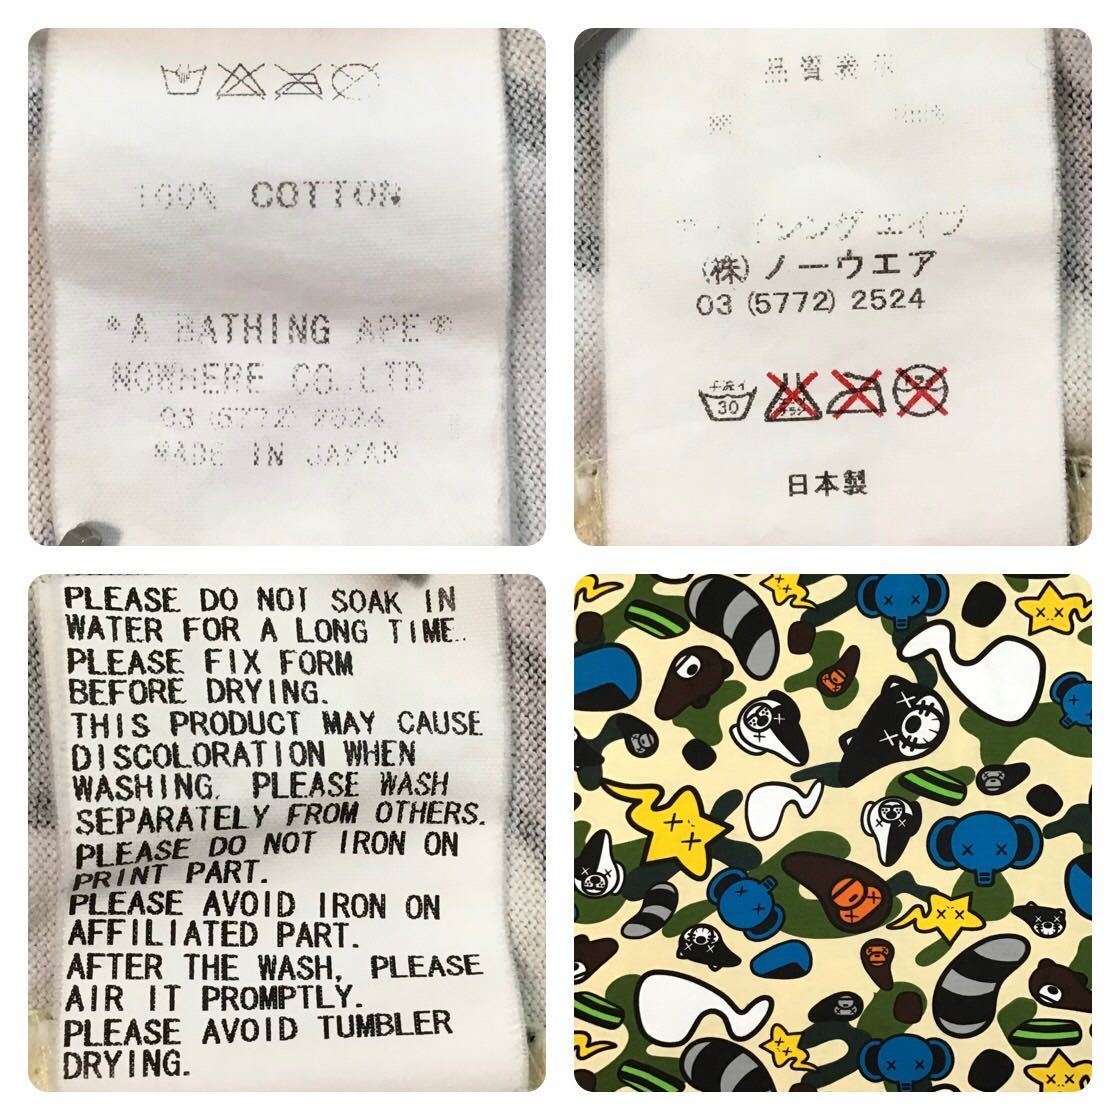 100% COTTON
®A BATHING APE®
NOWHERE CO.,LTD
03 (5772) 2524
MADE IN JAPAN
品質表示
綿 100%
ア ベイシング エイプ
(株) ノーウエア
03 (5772) 2524
30
日本製
PLEASE DO NOT SOAK IN
WATER FOR A LONG TIME.
PLEASE FIX FORM
BEFORE DRYING.
THIS PRODUCT MAY CAUSE
DISCOLORATION WHEN
WASHING. PLEASE WASH
SEPARATELY FROM OTHERS.
PLEASE DO NOT IRON ON
PRINT PART.
PLEASE AVOID IRON ON
AFFILIATED PART.
AFTER THE WASH, PLEASE
AIR IT PROMPTLY.
PLEASE AVOID TUMBLER
DRYING.